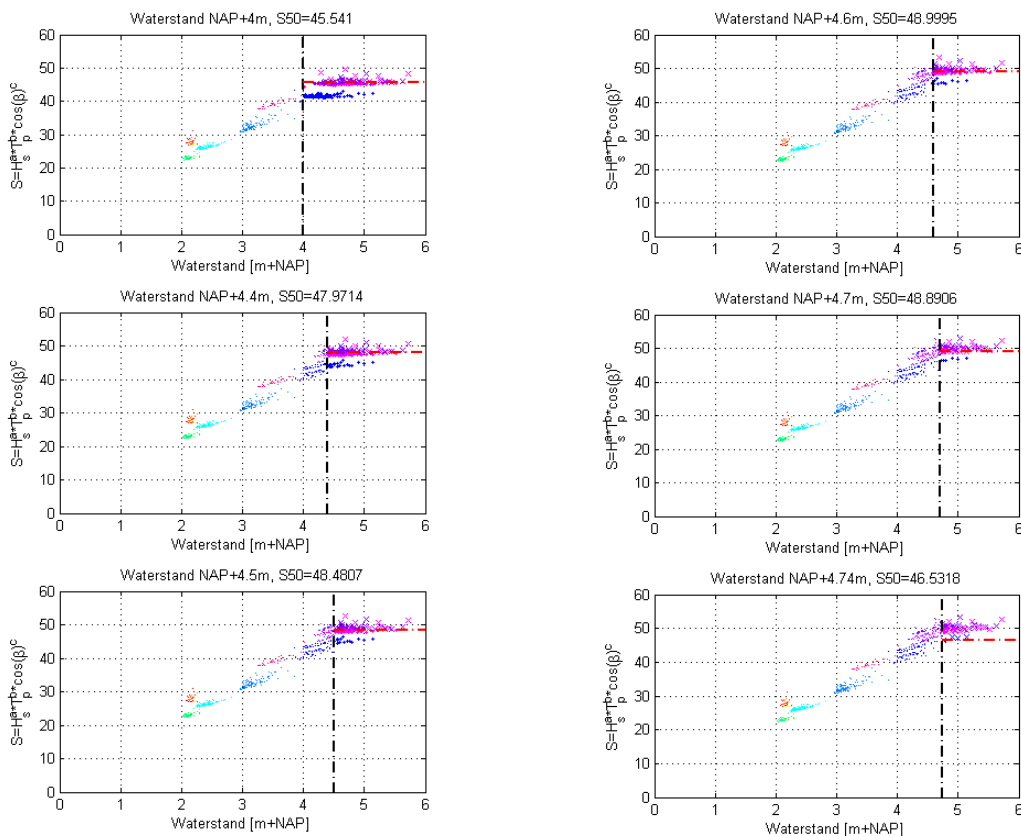 Waterstand NAP+4m, S50=45.541
60
50
40
30
20
10
0
0 1 2 3 4 5 6
S=H_s^a*T_p^b*cos(β)^c
Waterstand [m+NAP]
Waterstand NAP+4.6m, S50=48.9995
60
50
40
30
20
10
0
0 1 2 3 4 5 6
S=H_s^a*T_p^b*cos(β)^c
Waterstand [m+NAP]
Waterstand NAP+4.4m, S50=47.9714
60
50
40
30
20
10
0
0 1 2 3 4 5 6
S=H_s^a*T_p^b*cos(β)^c
Waterstand [m+NAP]
Waterstand NAP+4.7m, S50=48.8906
60
50
40
30
20
10
0
0 1 2 3 4 5 6
S=H_s^a*T_p^b*cos(β)^c
Waterstand [m+NAP]
Waterstand NAP+4.5m, S50=48.4807
60
50
40
30
20
10
0
0 1 2 3 4 5 6
S=H_s^a*T_p^b*cos(β)^c
Waterstand [m+NAP]
Waterstand NAP+4.74m, S50=46.5318
60
50
40
30
20
10
0
0 1 2 3 4 5 6
S=H_s^a*T_p^b*cos(β)^c
Waterstand [m+NAP]